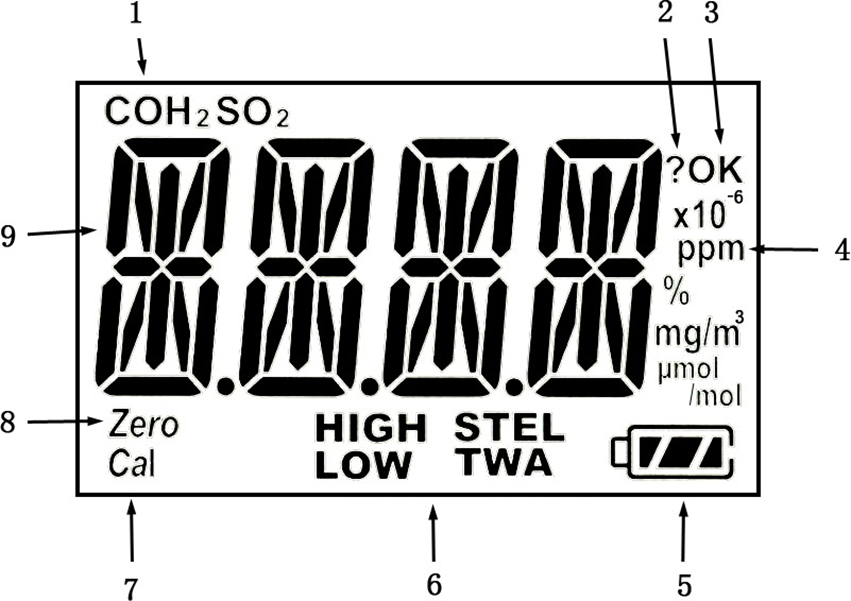 1
2 3
COH₂SO₂
?OK
x10⁻⁶
9
ppm
4
%
mg/m³
µmol
/mol
8
Zero
HIGH STEL
Cal
LOW TWA
7
6
5